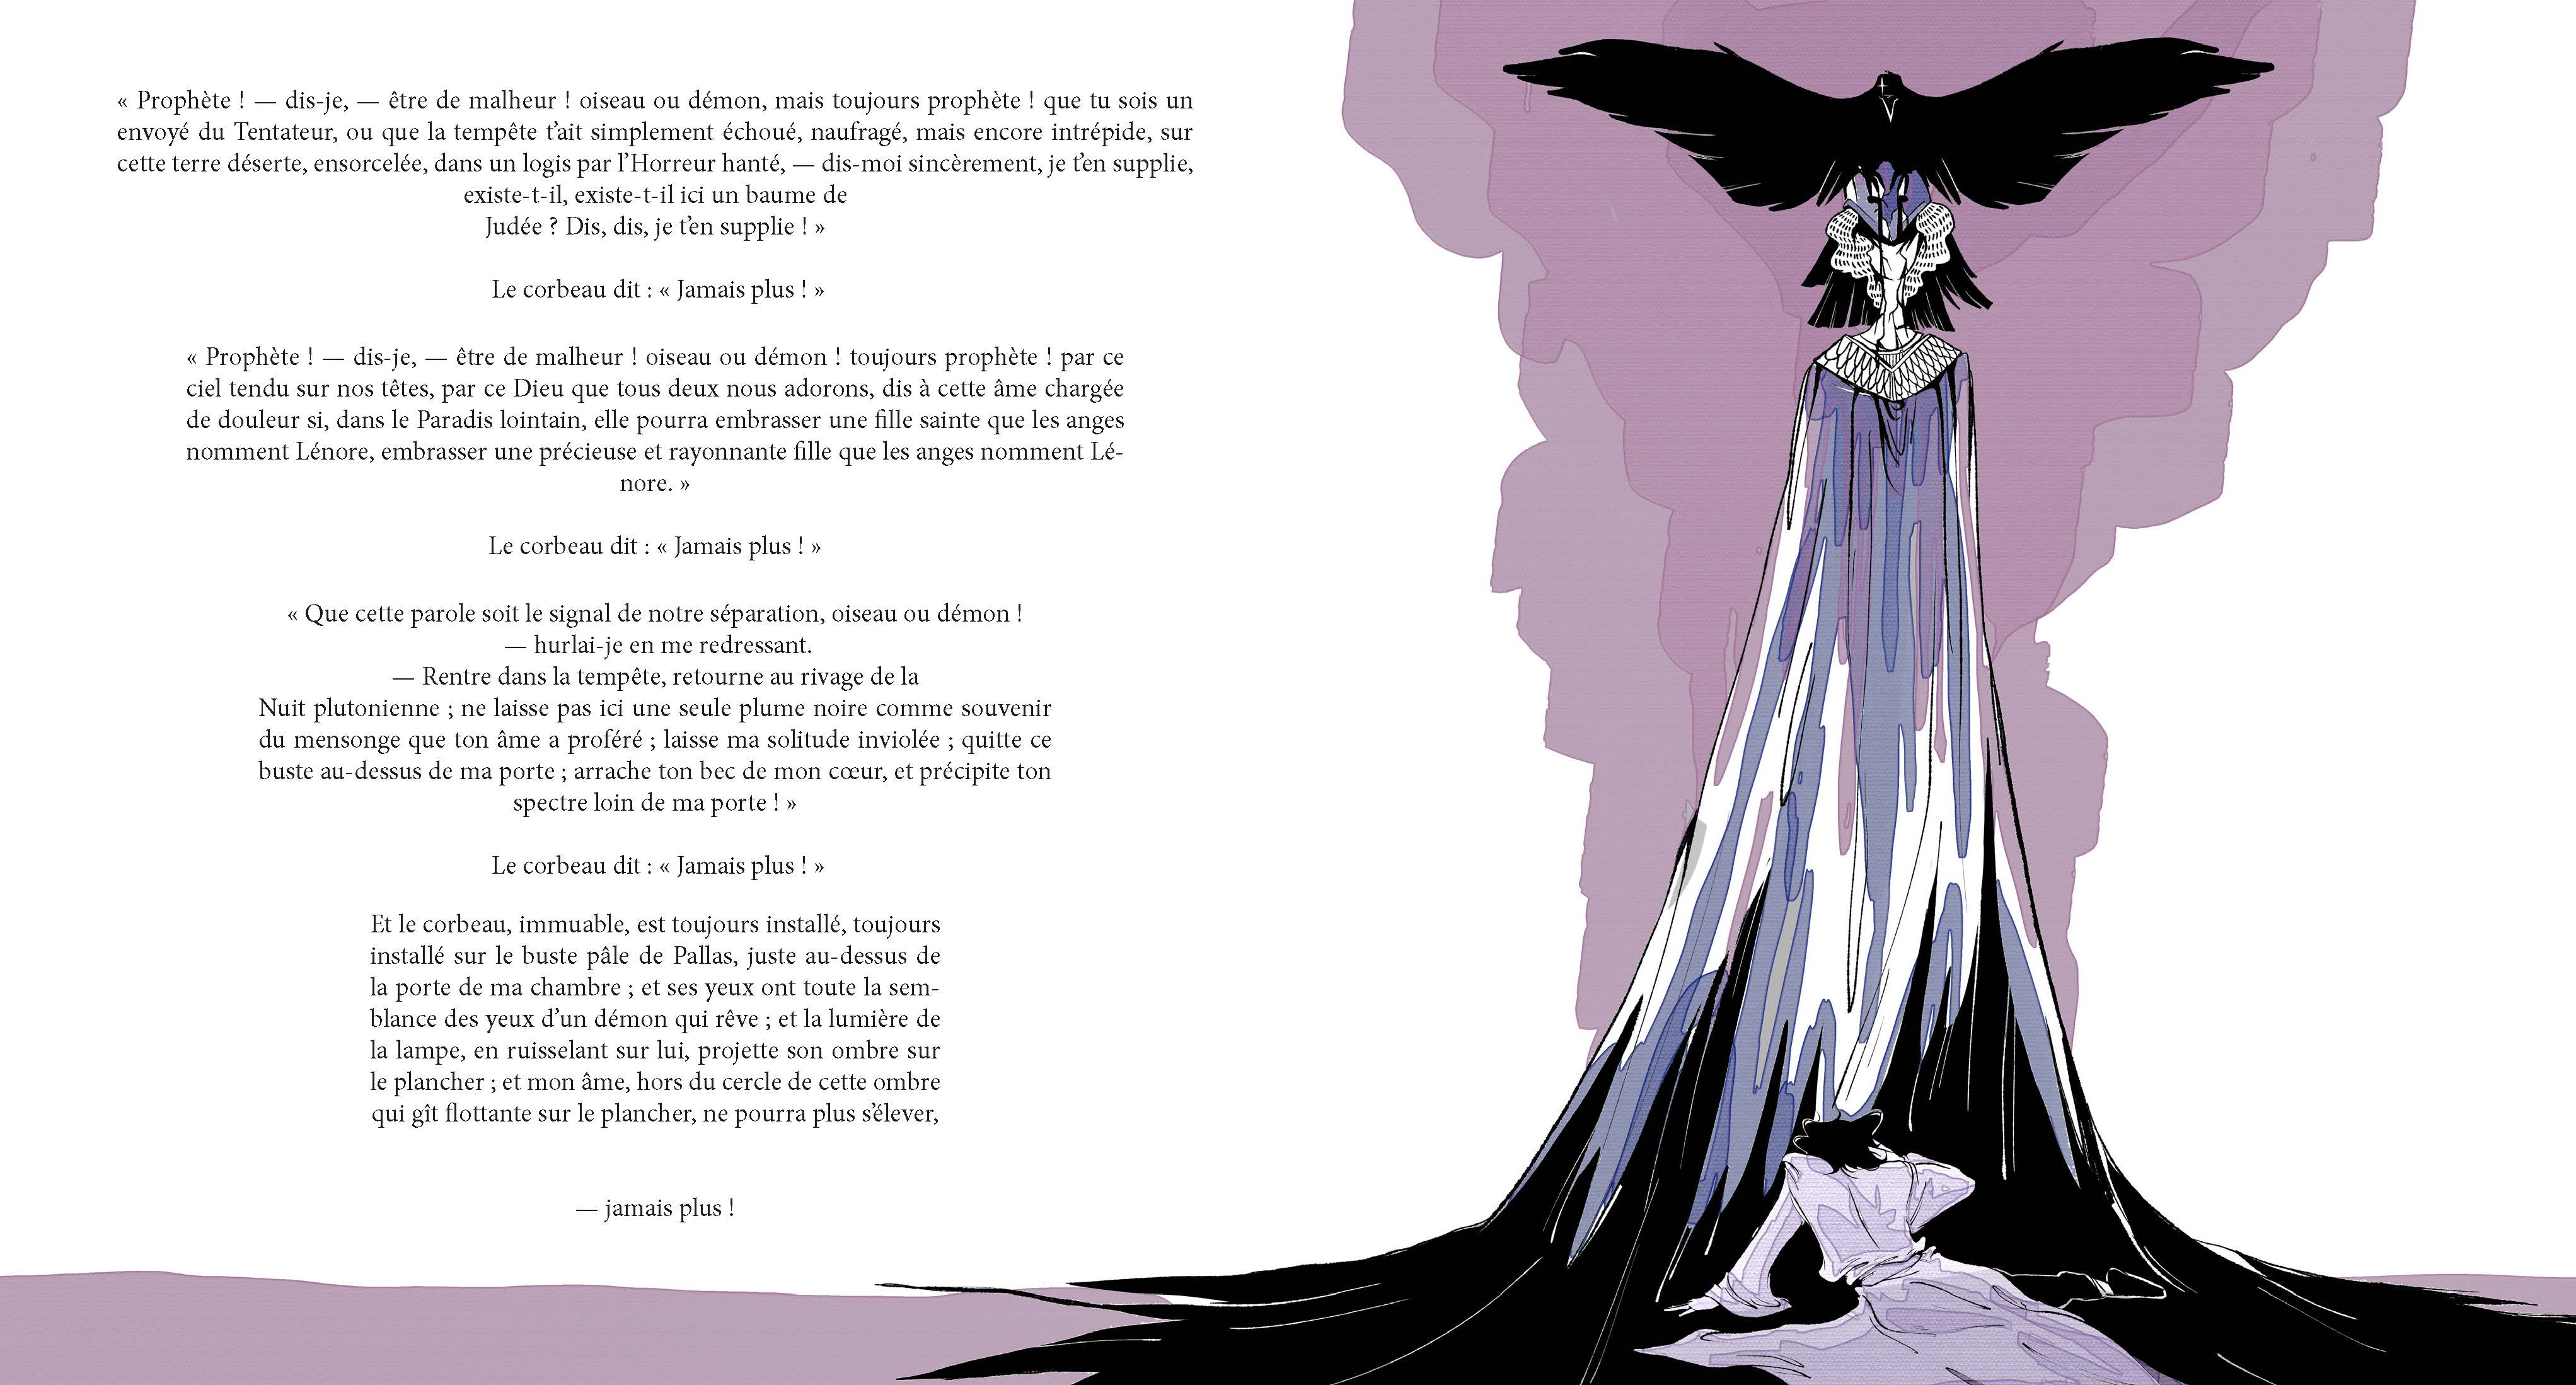 « Prophète ! — dis-je, — être de malheur ! oiseau ou démon, mais toujours prophète ! que tu sois un
envoyé du Tentateur, ou que la tempête t’ait simplement échoué, naufragé, mais encore intrépide, sur
cette terre déserte, ensorcelée, dans un logis par l’Horreur hanté, — dis-moi sincèrement, je t’en supplie,
existe-t-il, existe-t-il ici un baume de
Judée ? Dis, dis, je t’en supplie ! »
Le corbeau dit : « Jamais plus ! »
« Prophète ! — dis-je, — être de malheur ! oiseau ou démon ! toujours prophète ! par ce
ciel tendu sur nos têtes, par ce Dieu que tous deux nous adorons, dis à cette âme chargée
de douleur si, dans le Paradis lointain, elle pourra embrasser une fille sainte que les anges
nomment Lénore, embrasser une précieuse et rayonnante fille que les anges nomment Lé-
nore. »
Le corbeau dit : « Jamais plus ! »
« Que cette parole soit le signal de notre séparation, oiseau ou démon !
— hurlai-je en me redressant.
— Rentre dans la tempête, retourne au rivage de la
Nuit plutonienne ; ne laisse pas ici une seule plume noire comme souvenir
du mensonge que ton âme a proféré ; laisse ma solitude inviolée ; quitte ce
buste au-dessus de ma porte ; arrache ton bec de mon cœur, et précipite ton
spectre loin de ma porte ! »
Le corbeau dit : « Jamais plus ! »
Et le corbeau, immuable, est toujours installé, toujours
installé sur le buste pâle de Pallas, juste au-dessus de
la porte de ma chambre ; et ses yeux ont toute la sem-
blance des yeux d’un démon qui rêve ; et la lumière de
la lampe, en ruisselant sur lui, projette son ombre sur
le plancher ; et mon âme, hors du cercle de cette ombre
qui gît flottante sur le plancher, ne pourra plus s’élever,
— jamais plus !